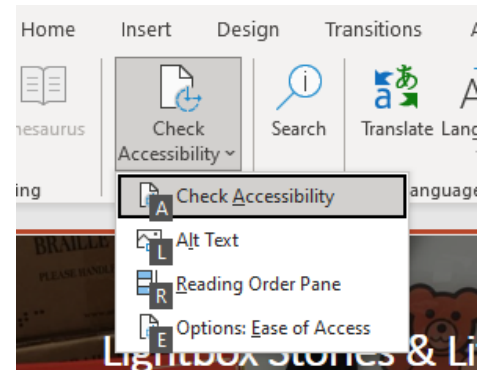 Home Insert Design Transitions
hesaurus Check Accessibility Search Translate Lang
ing anguage
Check Accessibility
A
Alt Text
L
Reading Order Pane
R
Options: Ease of Access
E
BRAILLE
PLEASE HAND
Lightbox Stories & Li